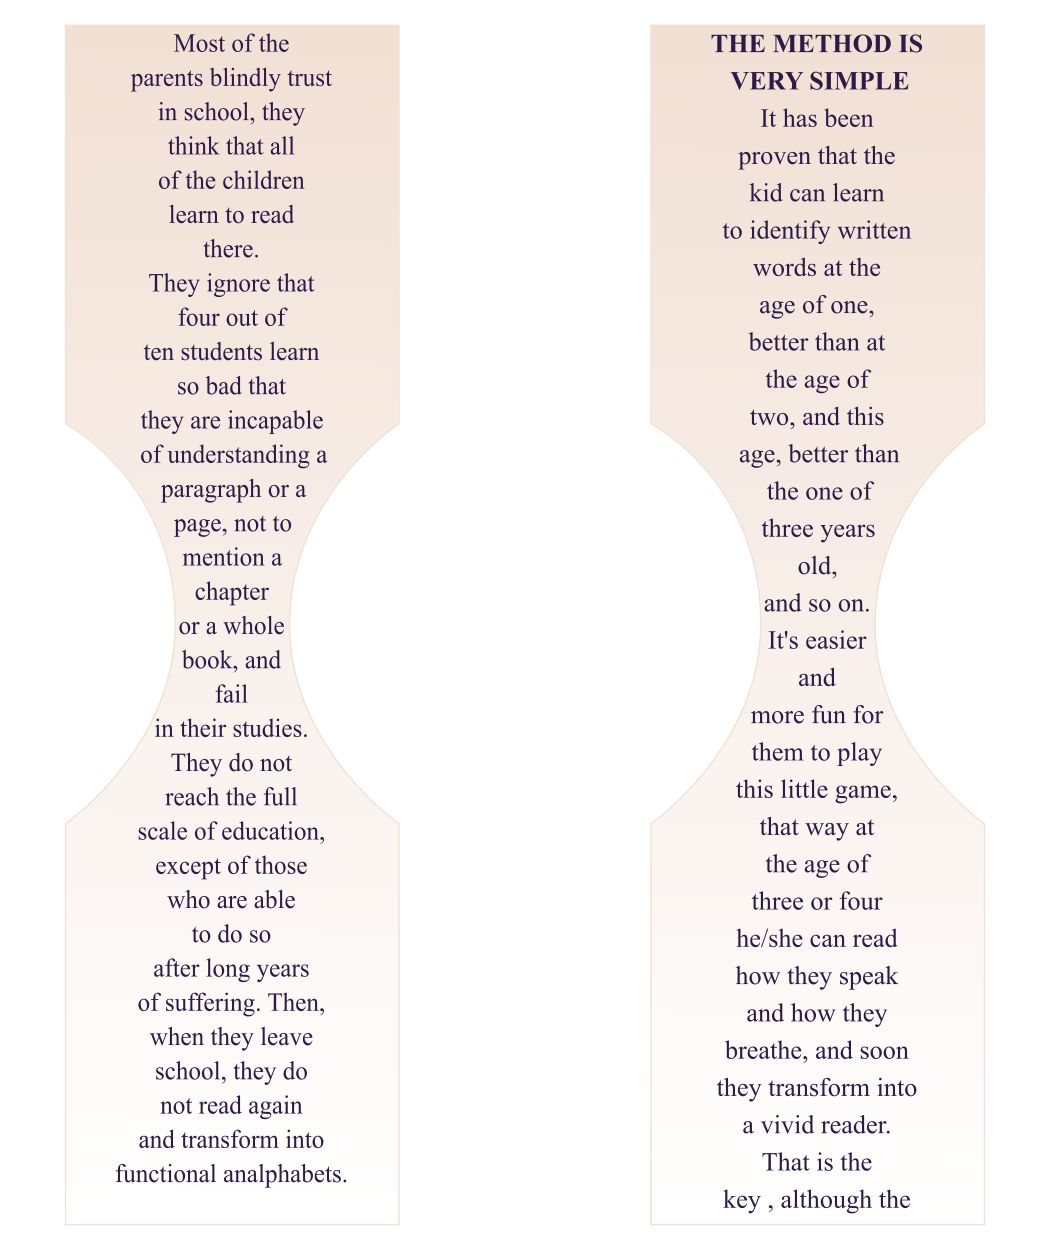 Most of the
parents blindly trust
in school, they
think that all
of the children
learn to read
there.
They ignore that
four out of
ten students learn
so bad that
they are incapable
of understanding a
paragraph or a
page, not to
mention a
chapter
or a whole
book, and
fail
in their studies.
They do not
reach the full
scale of education,
except of those
who are able
to do so
after long years
of suffering. Then,
when they leave
school, they do
not read again
and transform into
functional analphabets.
THE METHOD IS
VERY SIMPLE
It has been
proven that the
kid can learn
to identify written
words at the
age of one,
better than at
the age of
two, and this
age, better than
the one of
three years
old,
and so on.
It's easier
and
more fun for
them to play
this little game,
that way at
the age of
three or four
he/she can read
how they speak
and how they
breathe, and soon
they transform into
a vivid reader.
That is the
key , although the